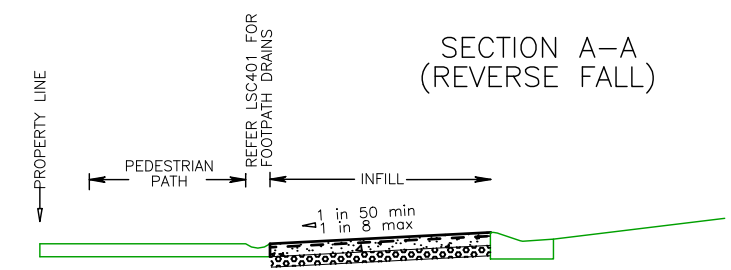 SECTION A-A
(REVERSE FALL)
PROPERTY LINE
REFER LSC401 FOR
FOOTPATH DRAINS
PEDESTRIAN
PATH
INFILL
1 in 50 min
1 in 8 max